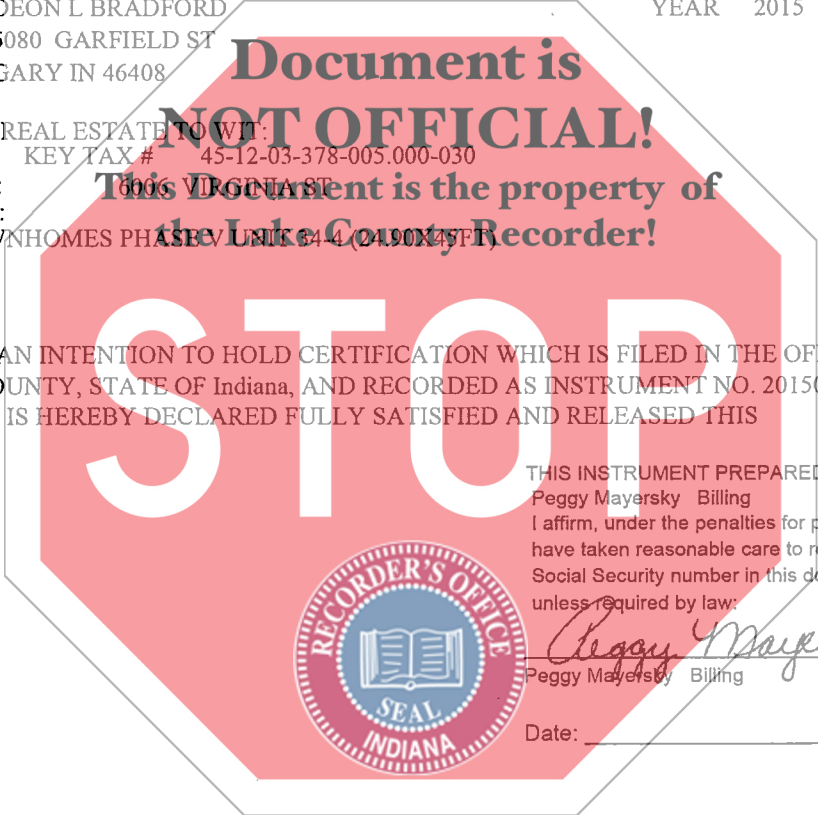 DEON L BRADFORD YEAR 2015
5080 GARFIELD ST
GARY IN 46408
Document is
NOT OFFICIAL!
This Document is the property of
the Lake County Recorder!
REAL ESTATE TO WIT:
KEY TAX # 45-12-03-378-005.000-030
: 6006 VIRGINIA ST
:
NHOMES PHASE V UNIT 34-4 (24.90X45FT)
STOP
AN INTENTION TO HOLD CERTIFICATION WHICH IS FILED IN THE OF
OUNTY, STATE OF Indiana, AND RECORDED AS INSTRUMENT NO. 2015
IS HEREBY DECLARED FULLY SATISFIED AND RELEASED THIS
THIS INSTRUMENT PREPARED
Peggy Mayersky Billing
I affirm, under the penalties for p
have taken reasonable care to r
Social Security number in this d
unless required by law:
Peggy Maye
Peggy Mayersky Billing
Date:
RECORDER'S OFFICE
SEAL
INDIANA